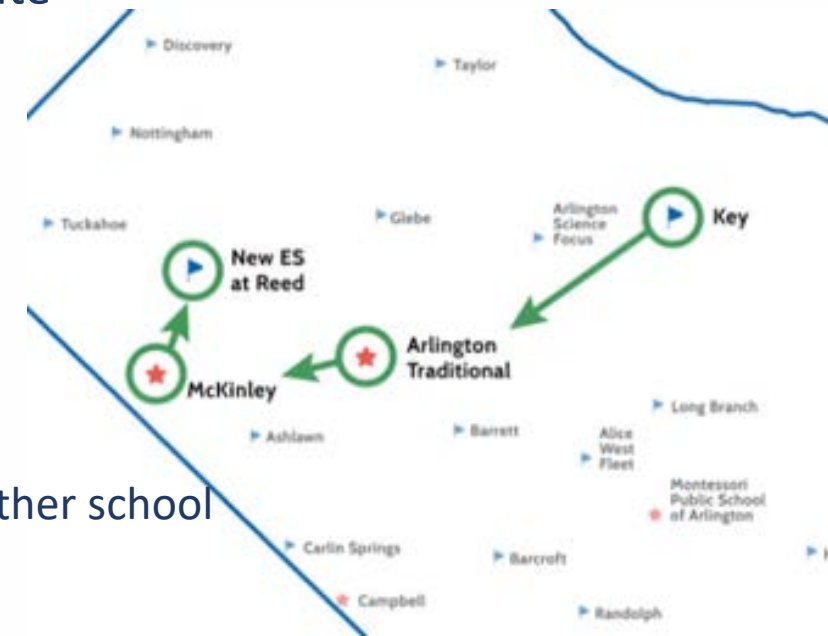 Discovery
Taylor
Nottingham
Tuckahoe
Glebe
Arlington
Science
Focus
Key
New ES
at Reed
Arlington
Traditional
McKinley
Long Branch
Ashlawn
Barrett
Alice
West
Fleet
Montessori
Public School
of Arlington
ther school
Carlin Springs
Barcroft
Campbell
Randolph